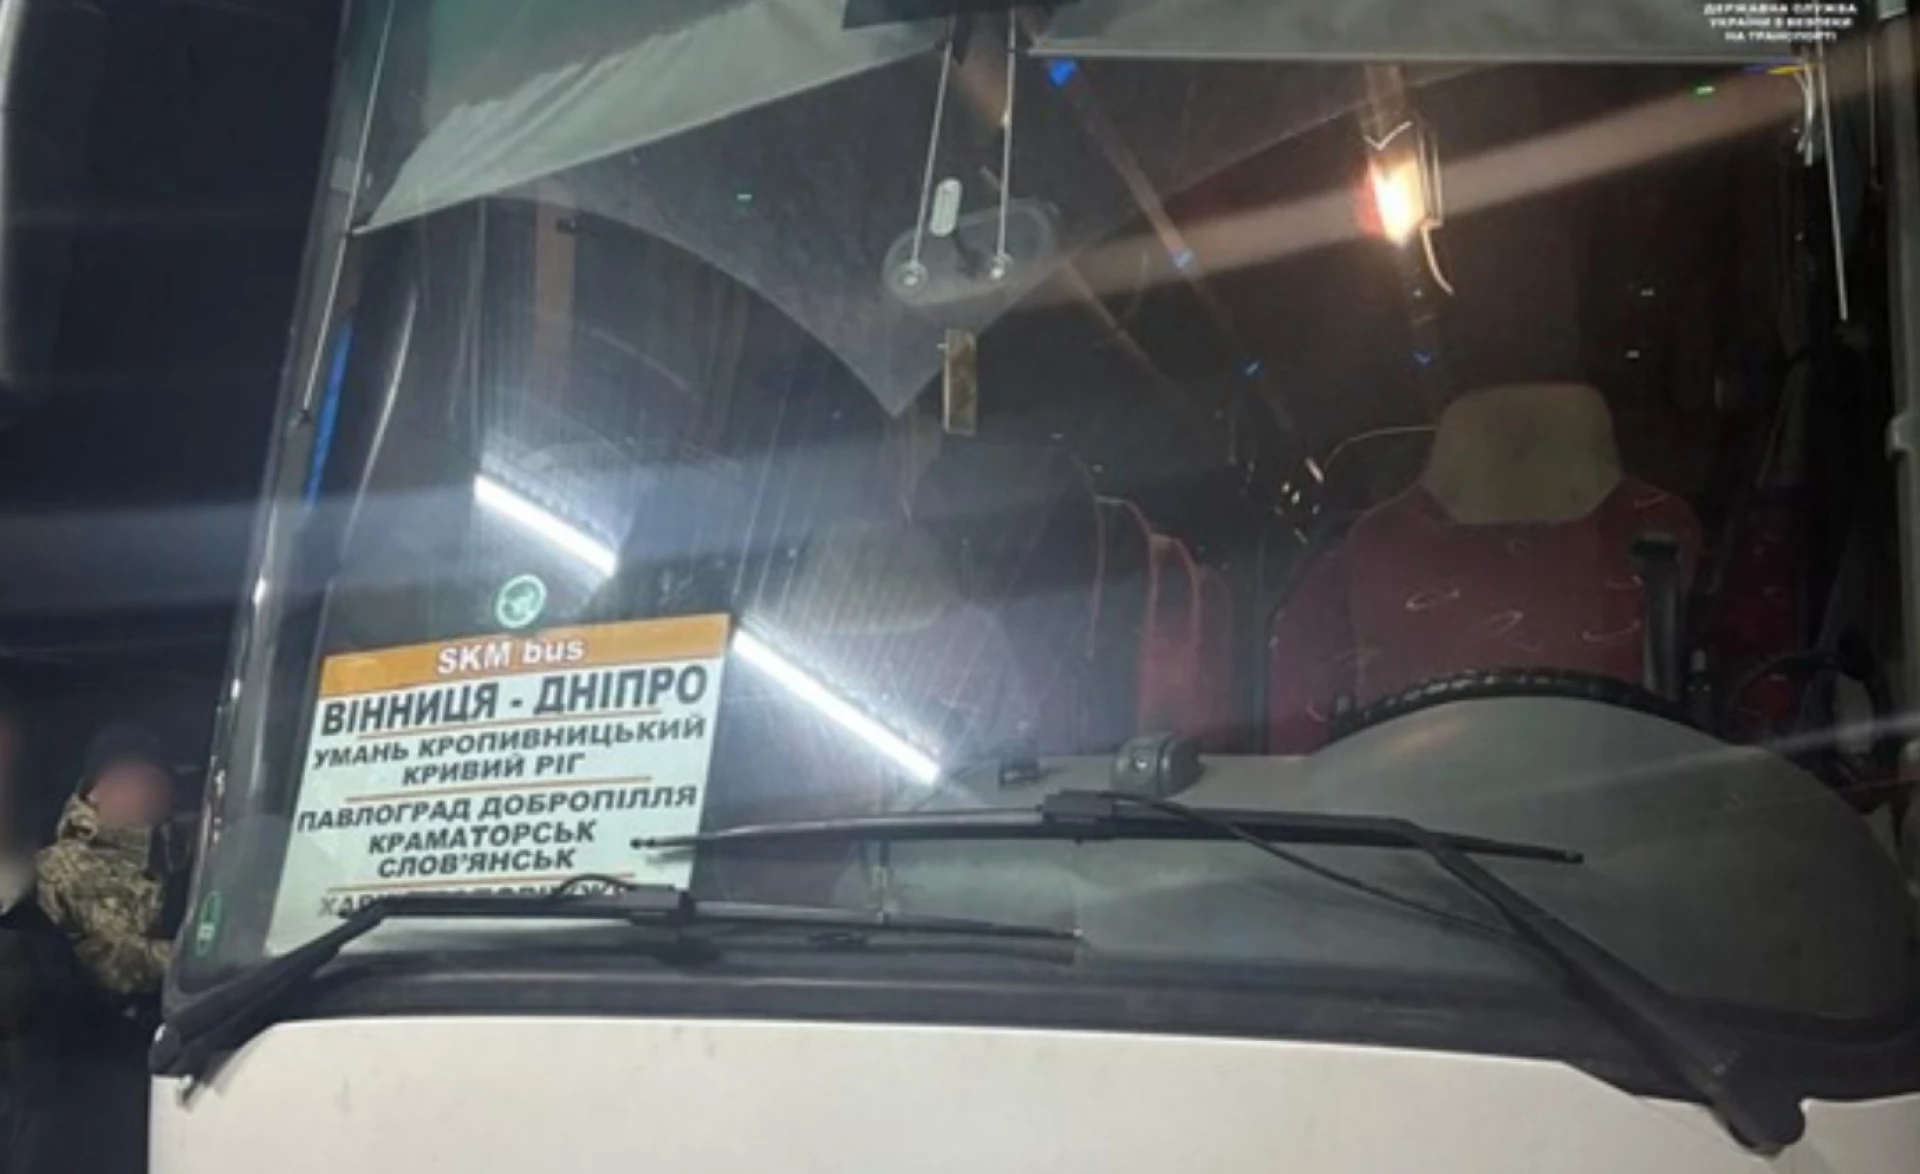 ДЕРЖАВНА СЛУЖБА
УКРАЇНИ З БЕЗПЕКИ
НА ТРАНСПОРТІ
SKM bus
ВІННИЦЯ - ДНІПРО
УМАНЬ КРОПИВНИЦЬКИЙ
КРИВИЙ РІГ
ПАВЛОГРАД ДОБРОПІЛЛЯ
КРАМАТОРСЬК
СЛОВ'ЯНСЬК